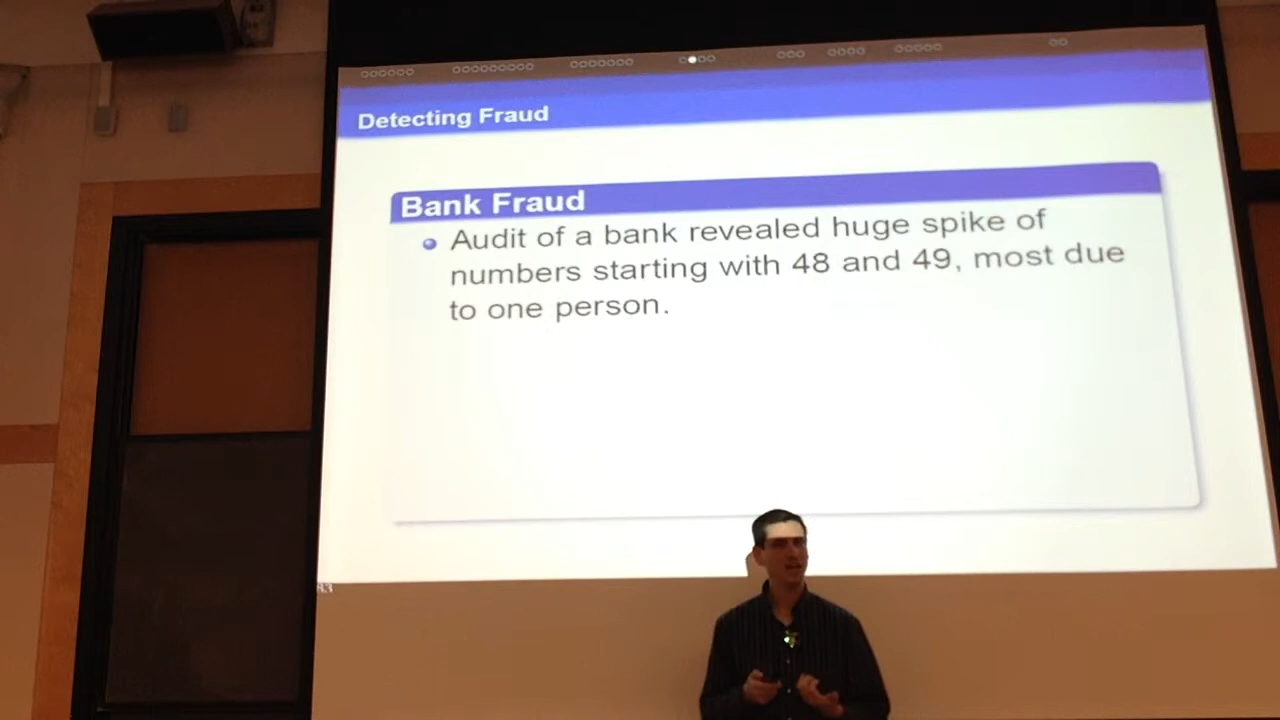 Detecting Fraud
Bank Fraud
Audit of a bank revealed huge spike of
numbers starting with 48 and 49, most due
to one person.